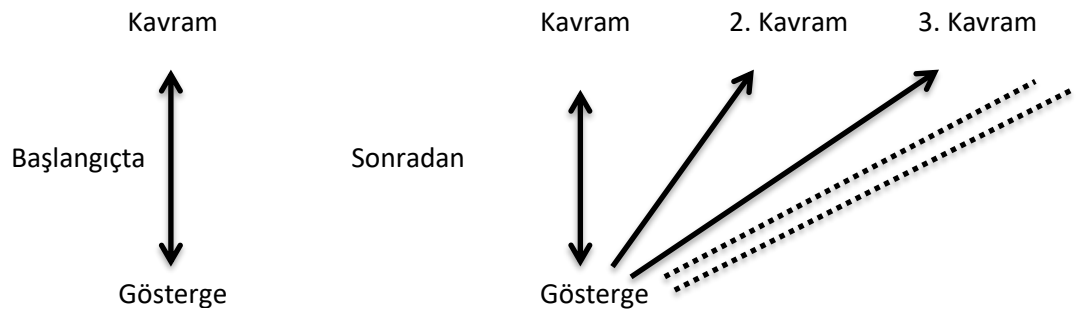 Kavram
Kavram
2. Kavram
3. Kavram
Başlangıçta
Sonradan
Gösterge
Gösterge